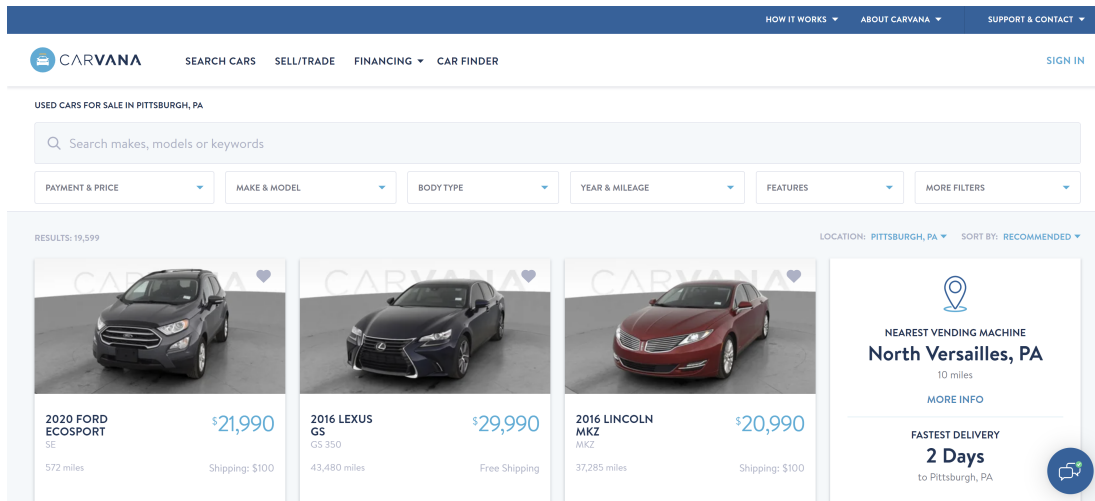 HOW IT WORKS
ABOUT CARVANA
SUPPORT & CONTACT
CARVANA
SEARCH CARS
SELL/TRADE
FINANCING
CAR FINDER
SIGN IN
USED CARS FOR SALE IN PITTSBURGH, PA
Search makes, models or keywords
PAYMENT & PRICE
MAKE & MODEL
BODY TYPE
YEAR & MILEAGE
FEATURES
MORE FILTERS
RESULTS: 19,599
LOCATION: PITTSBURGH, PA
SORT BY: RECOMMENDED
CARVANA
2020 FORD
ECOSPORT
SE
$21,990
572 miles
Shipping: $100
CARVANA
2016 LEXUS
GS
GS 350
$29,990
43,480 miles
Free Shipping
CARVANA
2016 LINCOLN
MKZ
MKZ
$20,990
37,285 miles
Shipping: $100
NEAREST VENDING MACHINE
North Versailles, PA
10 miles
MORE INFO
FASTEST DELIVERY
2 Days
to Pittsburgh, PA